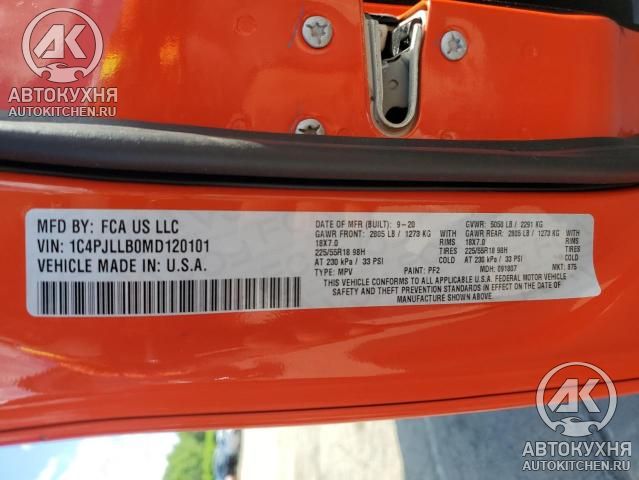 АК
АВТОКУХНЯ
AUTOKITCHEN.RU
MFD BY: FCA US LLC
VIN: 1C4PJLLB0MD120101
VEHICLE MADE IN: U.S.A.
DATE OF MFR (BUILT): 9-20 GVWR: 5050 LB / 2291 KG
GAWR FRONT: 2805 LB / 1273 KG WITH GAWR REAR: 2805 LB / 1273 KG WITH
18X7.0 RIMS 18X7.0 RIMS
225/55R18 98H TIRES 225/55R18 98H TIRES
AT 230 kPa / 33 PSI COLD AT 230 kPa / 33 PSI COLD
TYPE: MPV PAINT: PF2 MDH: 091807 MKT: 875
THIS VEHICLE CONFORMS TO ALL APPLICABLE U.S.A. FEDERAL MOTOR VEHICLE
SAFETY AND THEFT PREVENTION STANDARDS IN EFFECT ON THE DATE OF
MANUFACTURE SHOWN ABOVE.
АК
АВТОКУХНЯ
AUTOKITCHEN.RU